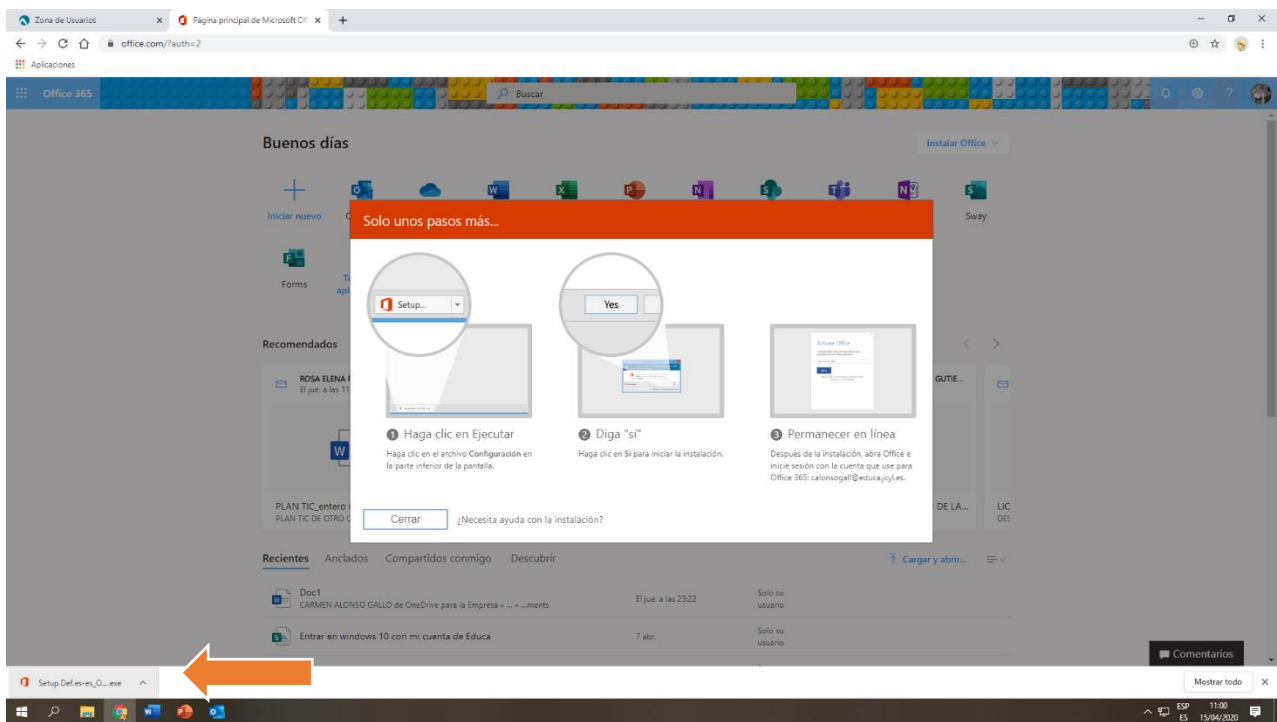 Zona de Usuarios
Página principal de Microsoft Of
office.com/?auth=2
Aplicaciones
Office 365
Buscar
Buenos días
Instalar Office
Iniciar nuevo
Sway
Forms
Solo unos pasos más...
Setup...
Yes
Activate Office
1 Haga clic en Ejecutar
Haga clic en el archivo Configuración en
la parte inferior de la pantalla.
2 Diga "sí"
Haga clic en Sí para iniciar la instalación.
3 Permanecer en línea
Después de la instalación, abra Office e
inicie sesión con la cuenta que use para
Office 365: calonsogall@educa.jcyl.es.
Cerrar
¿Necesita ayuda con la instalación?
Recomendados
ROSA ELENA
El jue. a las 11
GUTIE...
PLAN TIC_entero
PLAN TIC DE OTRO
DE LA...
LIC
DES
Recientes Anclados Compartidos conmigo Descubrir
Cargar y abrir...
Doc1
CARMEN ALONSO GALLO de OneDrive para la Empresa » ... » ...ments
El jue. a las 23:22
Solo su
usuario
Entrar en windows 10 con mi cuenta de Educa
7 abr.
Solo su
usuario
Comentarios
Setup.Def.es-es_O....exe
Mostrar todo
ESP
ES
11:00
15/04/2020